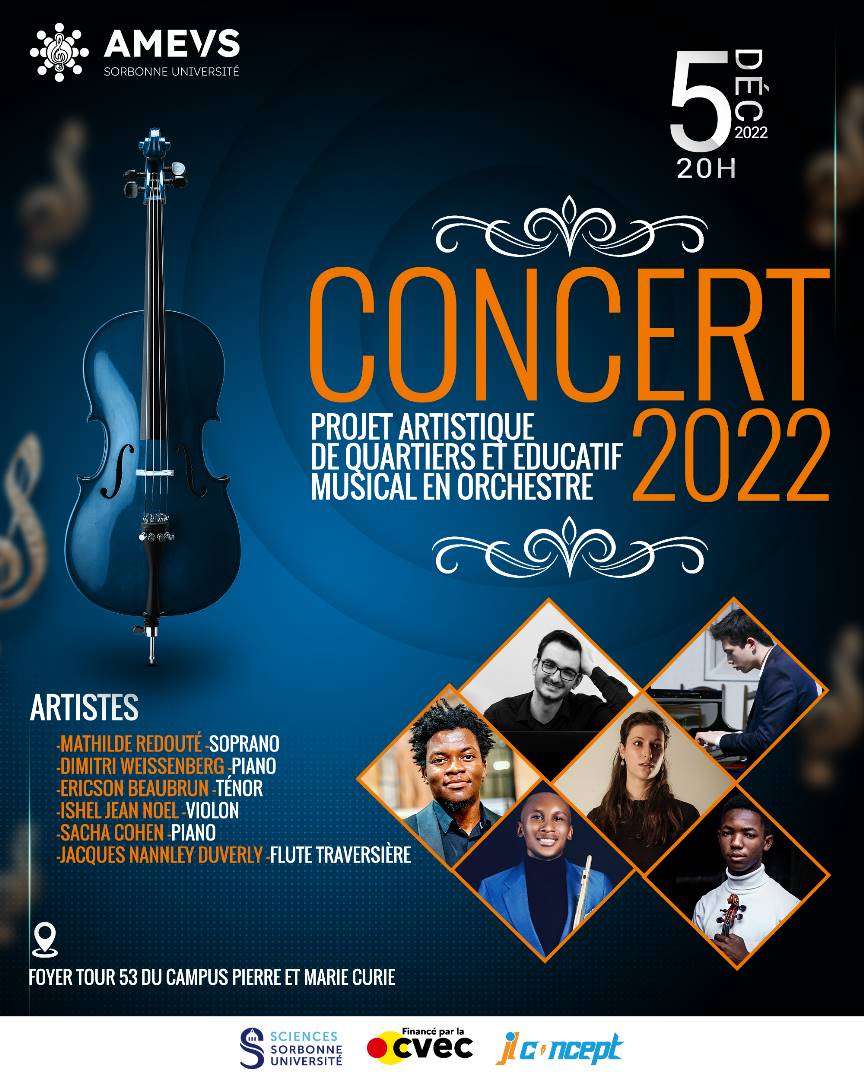 AMEVS
SORBONNE UNIVERSITÉ
5
DÉC
2022
20H
CONCERT
PROJET ARTISTIQUE
DE QUARTIERS ET EDUCATIF
MUSICAL EN ORCHESTRE
2022
ARTISTES
-MATHILDE REDOUTÉ -SOPRANO
-DIMITRI WEISSENBERG -PIANO
-ERICSON BEAUBRUN -TÉNOR
-ISHEL JEAN NOEL -VIOLON
-SACHA COHEN -PIANO
-JACQUES NANNLEY DUVERLY -FLUTE TRAVERSIÈRE
FOYER TOUR 53 DU CAMPUS PIERRE ET MARIE CURIE
S SCIENCES
SORBONNE
UNIVERSITÉ
Financé par la
cvec
concept